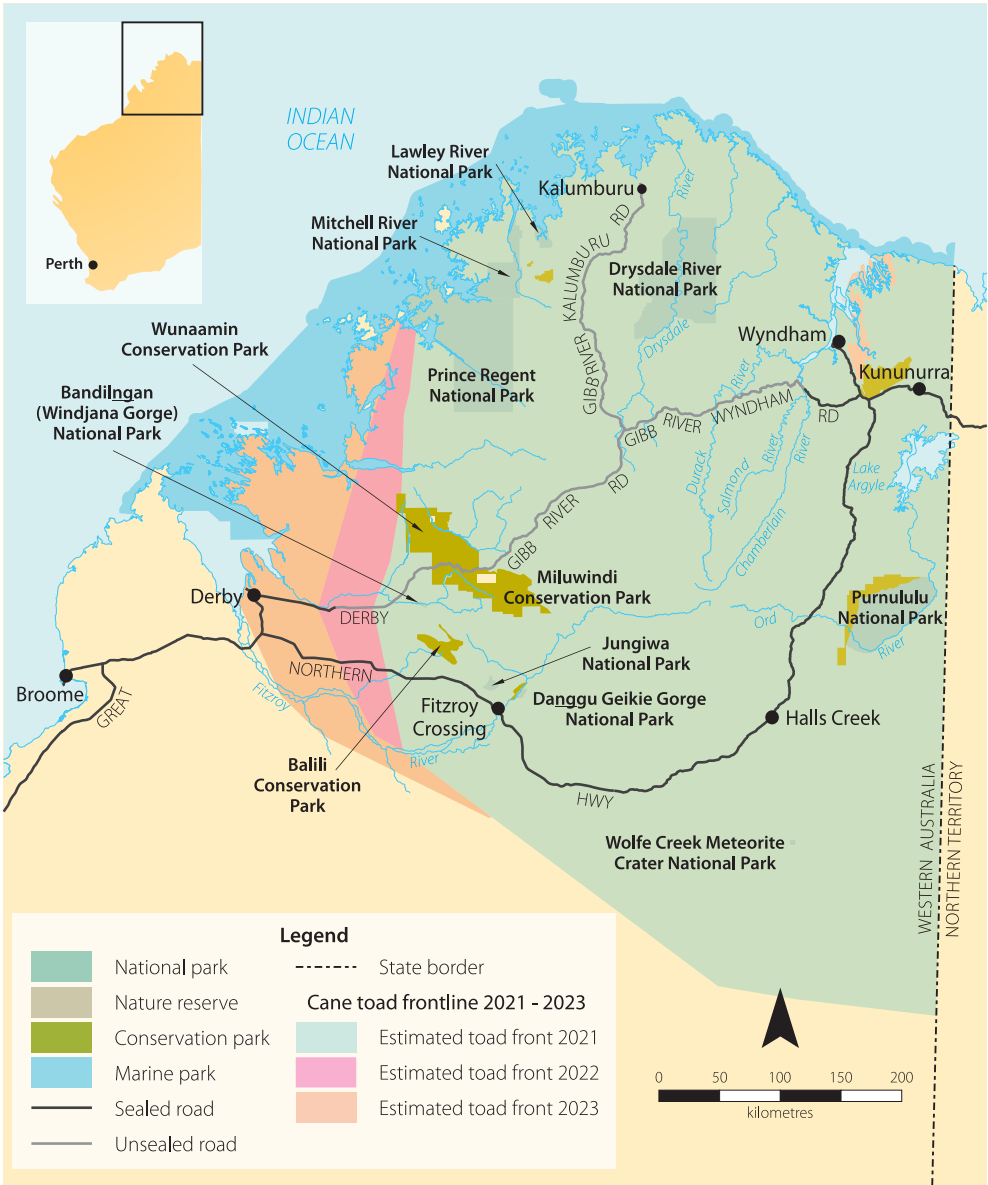 INDIAN
OCEAN
Perth
Lawley River
National Park
Kalumburu
Mitchell River
National Park
KALUMBURU RD
GIBB RIVER
River
Drysdale River
National Park
Drysdale
Wunaamin
Conservation Park
Wyndham
Bandilngan
(Windjana Gorge)
National Park
Prince Regent
National Park
Kununurra
River
GIBB RIVER WYNDHAM RD
Durack
Salmond River
River
Chamberlain
Lake
Argyle
GIBB RIVER RD
Derby
DERBY
Miluwindi
Conservation Park
Purnululu
National Park
Ord
River
Jungiwa
National Park
NORTHERN
Broome
GREAT
Fitzroy
River
Fitzroy
Crossing
Danggu Geikie Gorge
National Park
Halls Creek
Balili
Conservation
Park
HWY
Wolfe Creek Meteorite
Crater National Park
WESTERN AUSTRALIA
NORTHERN TERRITORY
Legend
National park
Nature reserve
Conservation park
Marine park
Sealed road
Unsealed road
State border
Cane toad frontline 2021 - 2023
Estimated toad front 2021
Estimated toad front 2022
Estimated toad front 2023
0 50 100 150 200
kilometres